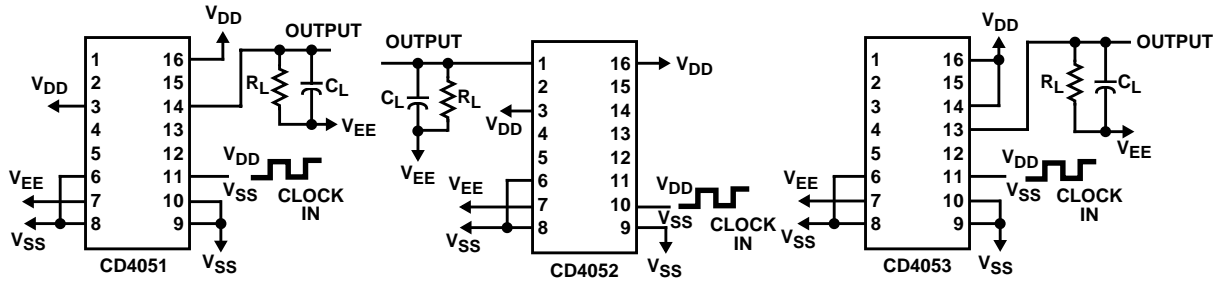 VDD
OUTPUT
1 16
2 15
VDD 3 14
4 13
5 12
6 11
VEE 7 10
VSS 8 9
RL CL
VEE
VDD
VSS CLOCK
IN
VSS
CD4051
OUTPUT
1 16 VDD
2 15
3 14
4 13
5 12
6 11
7 10
8 9
CL RL
VDD
VEE
VEE
VSS
VDD
VSS
CLOCK
IN
VSS
CD4052
VDD
OUTPUT
1 16
2 15
3 14
4 13
5 12
6 11
VEE 7 10
VSS 8 9
RL CL
VEE
VDD
VSS CLOCK
IN
VSS
CD4053